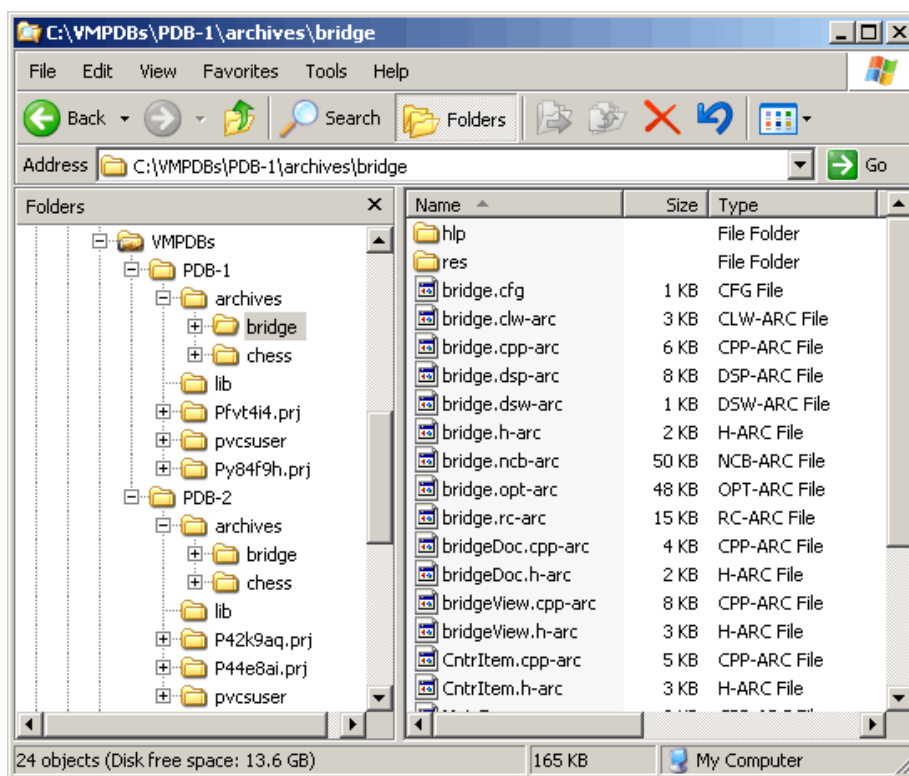 C:\VMPDBs\PDB-1\archives\bridge
File Edit View Favorites Tools Help
Back Search Folders
Address C:\VMPDBs\PDB-1\archives\bridge Go
Folders x Name Size Type
VMPDBs
PDB-1
archives
bridge
chess
lib
Pfvt4i4.prj
pvcsuser
Py84f9h.prj
PDB-2
archives
bridge
chess
lib
P42k9aq.prj
P44e8ai.prj
pvcsuser
hlp File Folder
res File Folder
bridge.cfg 1 KB CFG File
bridge.clw-arc 3 KB CLW-ARC File
bridge.cpp-arc 6 KB CPP-ARC File
bridge.dsp-arc 8 KB DSP-ARC File
bridge.dsw-arc 1 KB DSW-ARC File
bridge.h-arc 2 KB H-ARC File
bridge.ncb-arc 50 KB NCB-ARC File
bridge.opt-arc 48 KB OPT-ARC File
bridge.rc-arc 15 KB RC-ARC File
bridgeDoc.cpp-arc 4 KB CPP-ARC File
bridgeDoc.h-arc 2 KB H-ARC File
bridgeView.cpp-arc 8 KB CPP-ARC File
bridgeView.h-arc 3 KB H-ARC File
CntrItem.cpp-arc 5 KB CPP-ARC File
CntrItem.h-arc 3 KB H-ARC File
24 objects (Disk free space: 13.6 GB) 165 KB My Computer